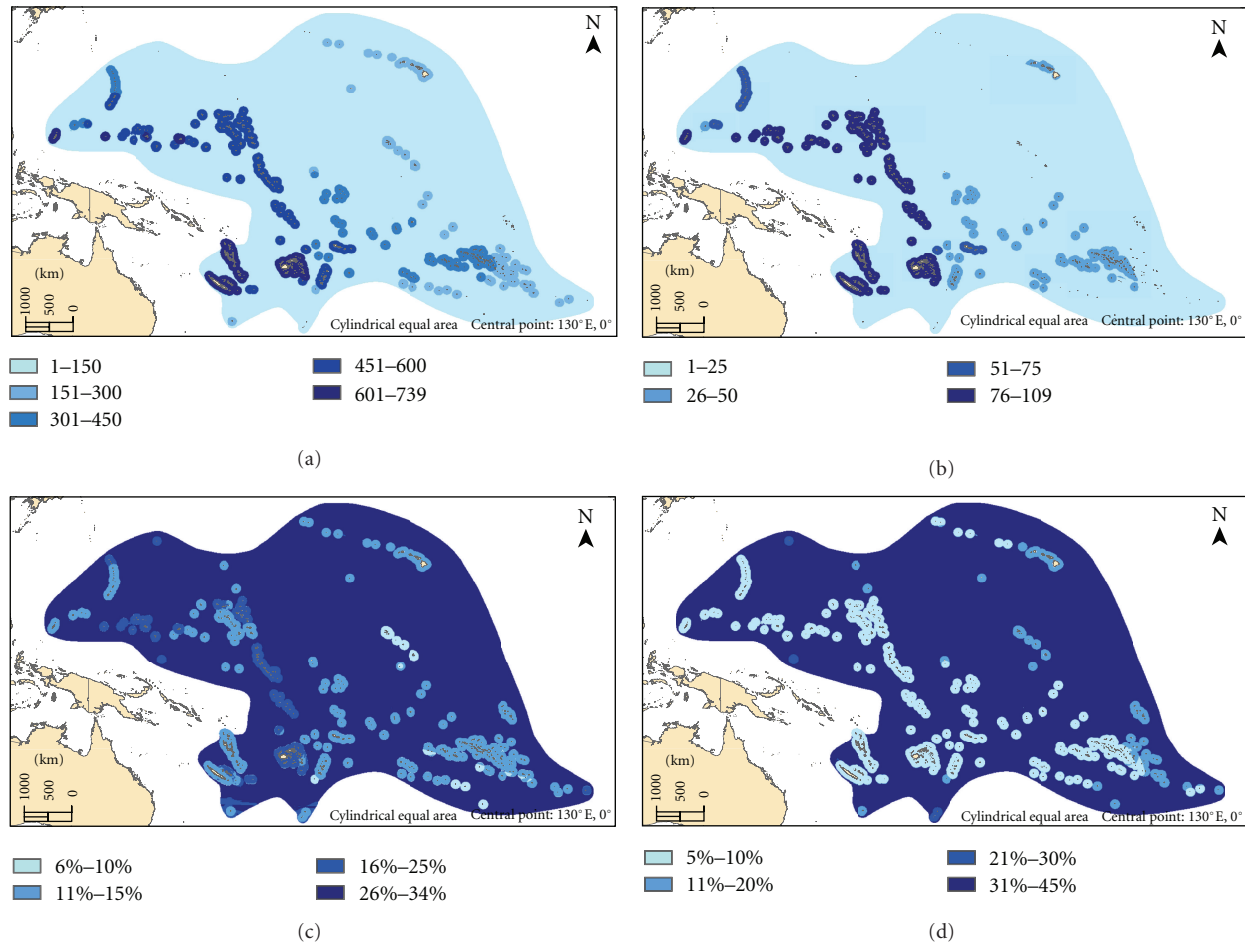 N
(km)
1000
500
0
Cylindrical equal area Central point: 130°E, 0°
1–150
151–300
301–450
451–600
601–739
(a)
N
(km)
1000
500
0
Cylindrical equal area Central point: 130°E, 0°
1–25
26–50
51–75
76–109
(b)
N
(km)
1000
500
0
Cylindrical equal area Central point: 130°E, 0°
6%–10%
11%–15%
16%–25%
26%–34%
(c)
N
(km)
1000
500
0
Cylindrical equal area Central point: 130°E, 0°
5%–10%
11%–20%
21%–30%
31%–45%
(d)